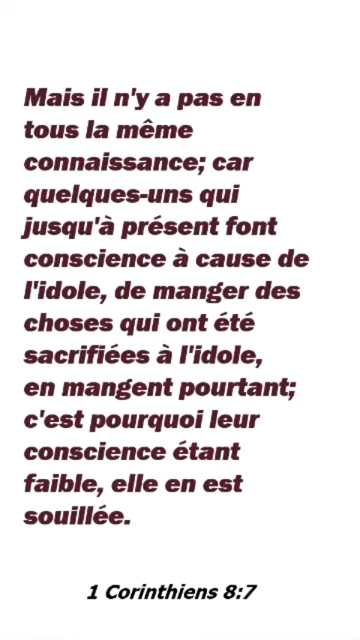 Mais il n'y a pas en
tous la même
connaissance; car
quelques-uns qui
jusqu'à présent font
conscience à cause de
l'idole, de manger des
choses qui ont été
sacrifiées à l'idole,
en mangent pourtant;
c'est pourquoi leur
conscience étant
faible, elle en est
souillée.
1 Corinthiens 8:7